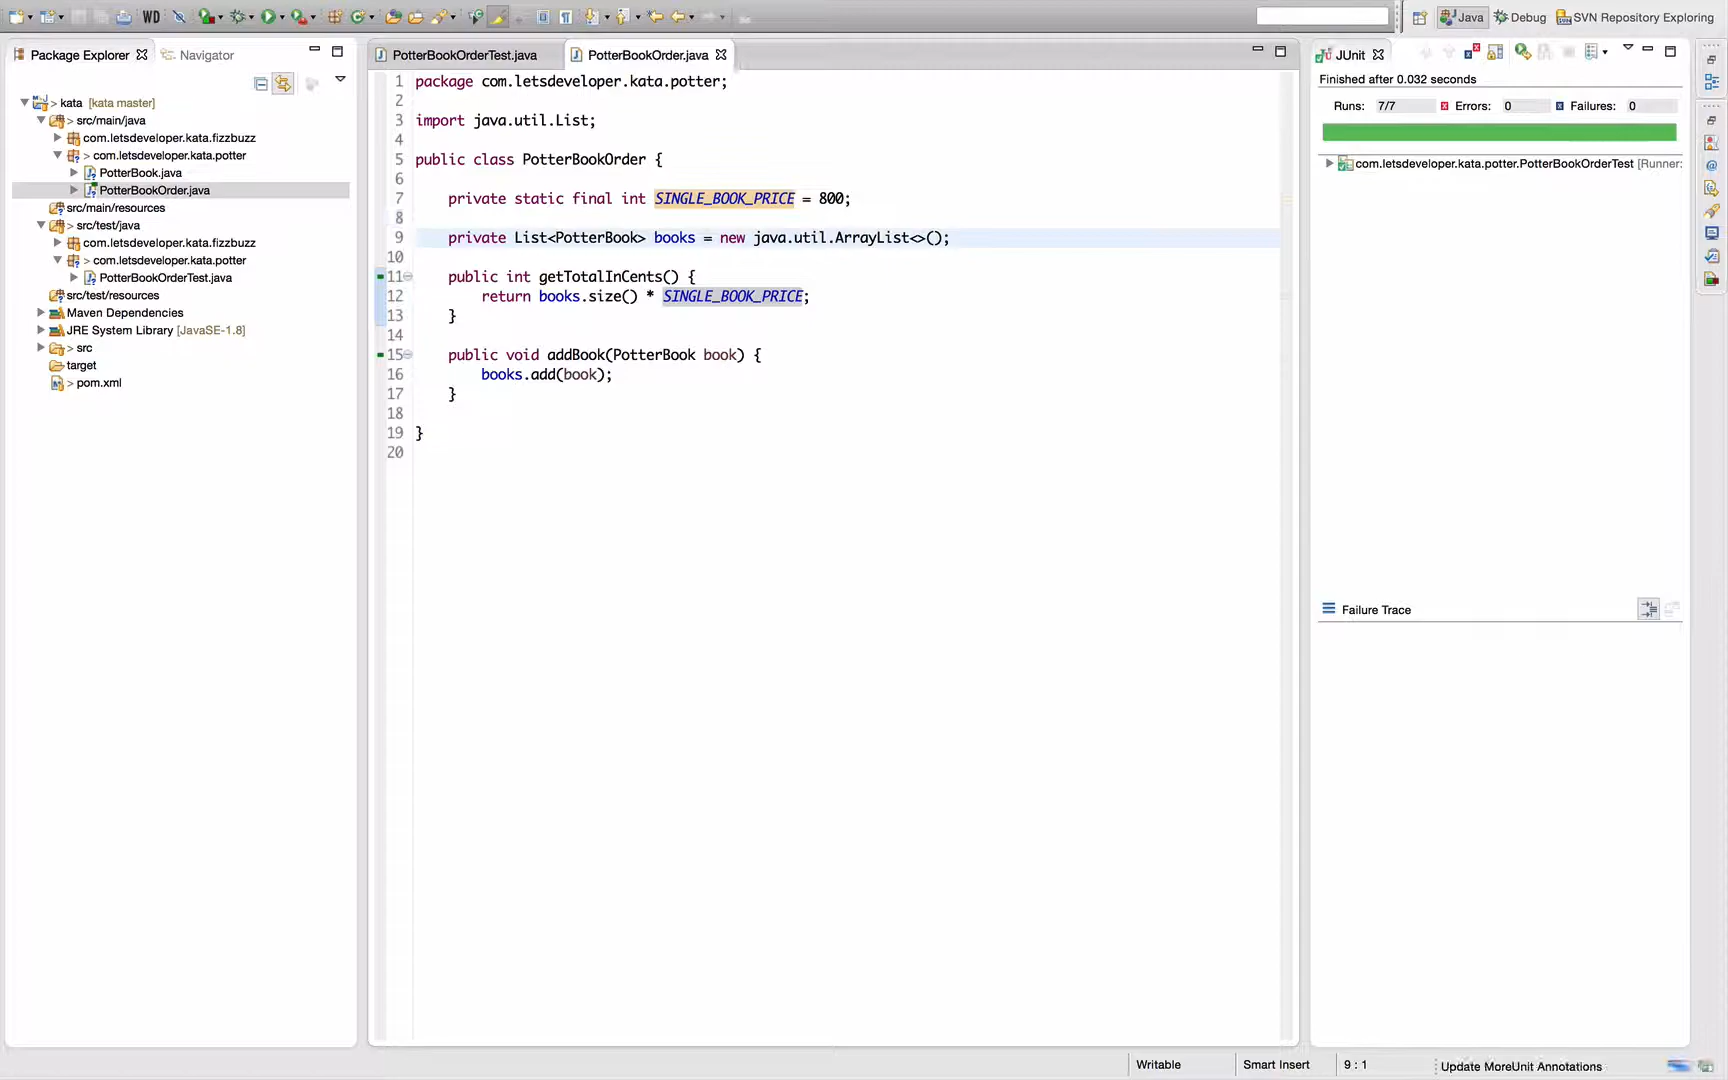 WD
Java
Debug
SVN Repository Exploring
Package Explorer
Navigator
> kata [kata master]
> src/main/java
com.letsdeveloper.kata.fizzbuzz
> com.letsdeveloper.kata.potter
PotterBook.java
PotterBookOrder.java
src/main/resources
> src/test/java
com.letsdeveloper.kata.fizzbuzz
> com.letsdeveloper.kata.potter
PotterBookOrderTest.java
src/test/resources
Maven Dependencies
JRE System Library [JavaSE-1.8]
> src
target
> pom.xml
PotterBookOrderTest.java
PotterBookOrder.java
1 package com.letsdeveloper.kata.potter;
2
3 import java.util.List;
4
5 public class PotterBookOrder {
6
7 private static final int SINGLE_BOOK_PRICE = 800;
8
9 private List<PotterBook> books = new java.util.ArrayList<>();
10
11 public int getTotalInCents() {
12 return books.size() * SINGLE_BOOK_PRICE;
13 }
14
15 public void addBook(PotterBook book) {
16 books.add(book);
17 }
18
19 }
20
JUnit
Finished after 0.032 seconds
Runs: 7/7 Errors: 0 Failures: 0
com.letsdeveloper.kata.potter.PotterBookOrderTest [Runner:
Failure Trace
Writable
Smart Insert
9 : 1
Update MoreUnit Annotations